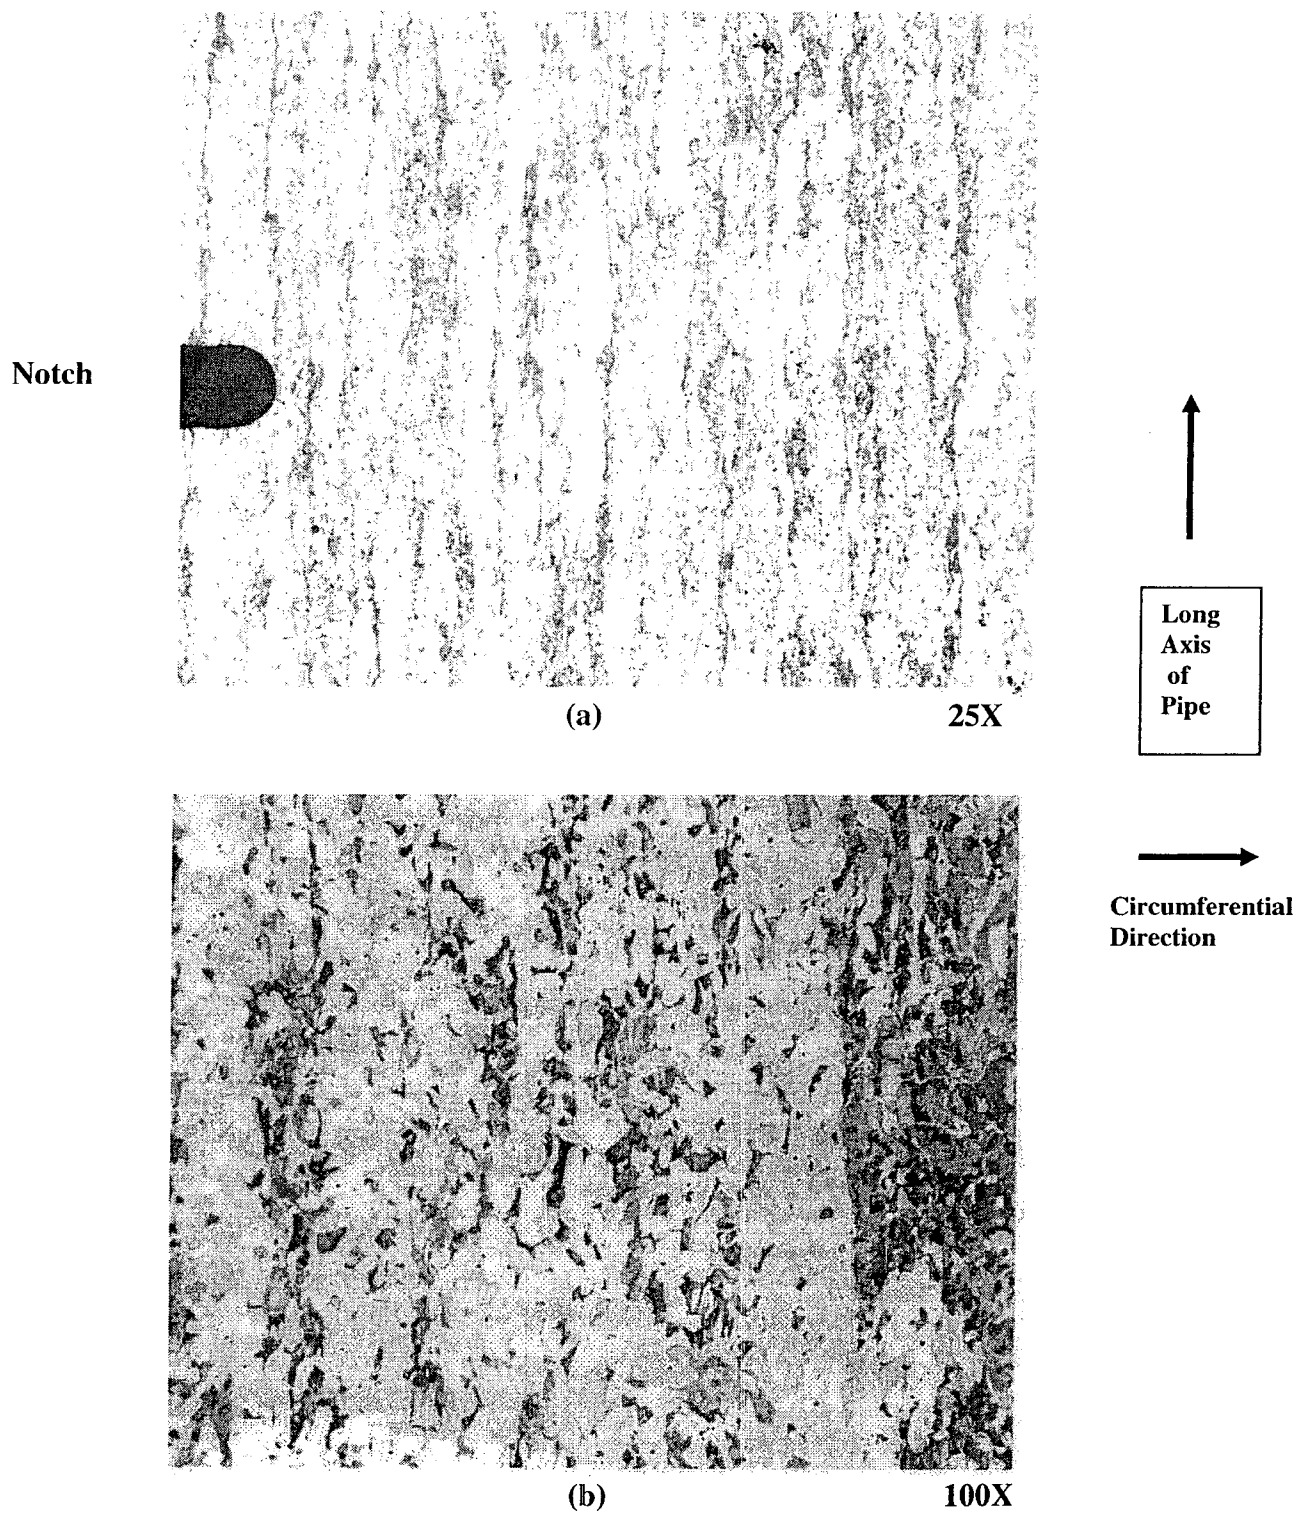 Notch
(a)
25X
Long
Axis
of
Pipe
Circumferential
Direction
(b)
100X